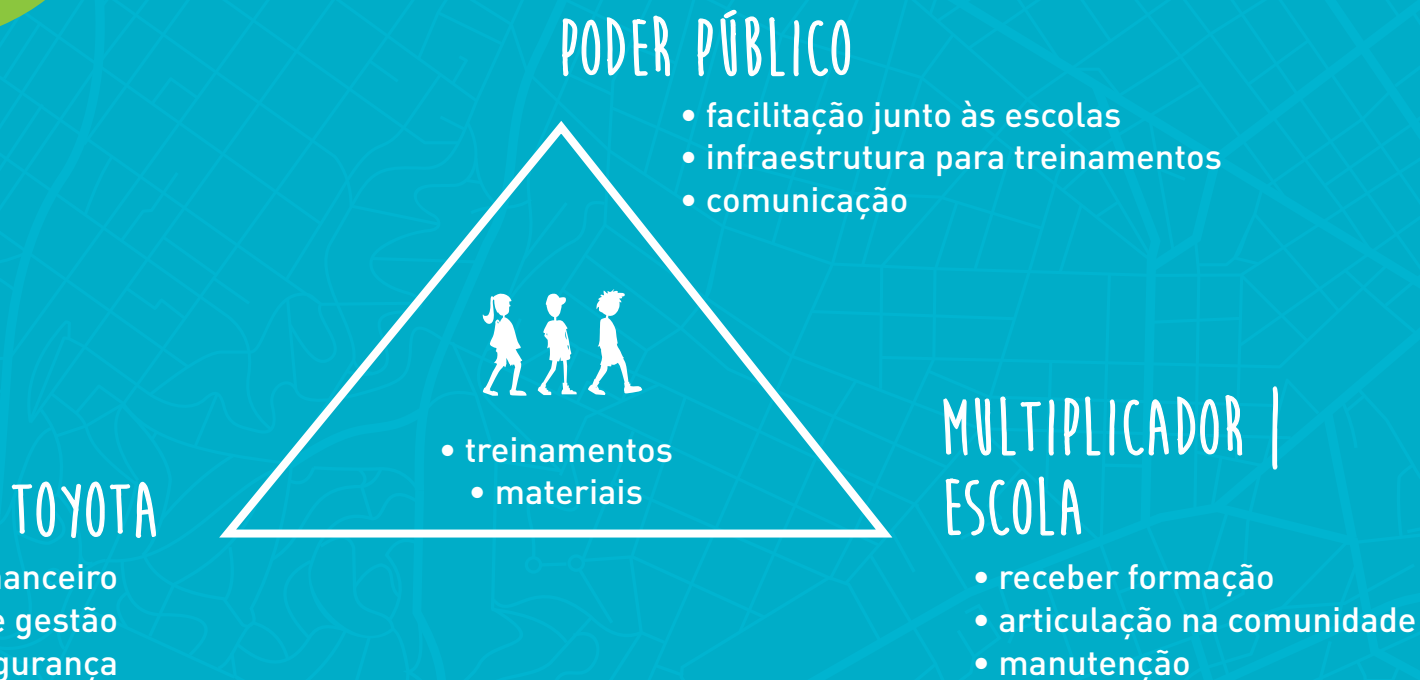 PODER PÚBLICO
• facilitação junto às escolas
• infraestrutura para treinamentos
• comunicação
• treinamentos
• materiais
TOYOTA
gestão
MULTIPLICADOR |
ESCOLA
• receber formação
• articulação na comunidade
• manutenção